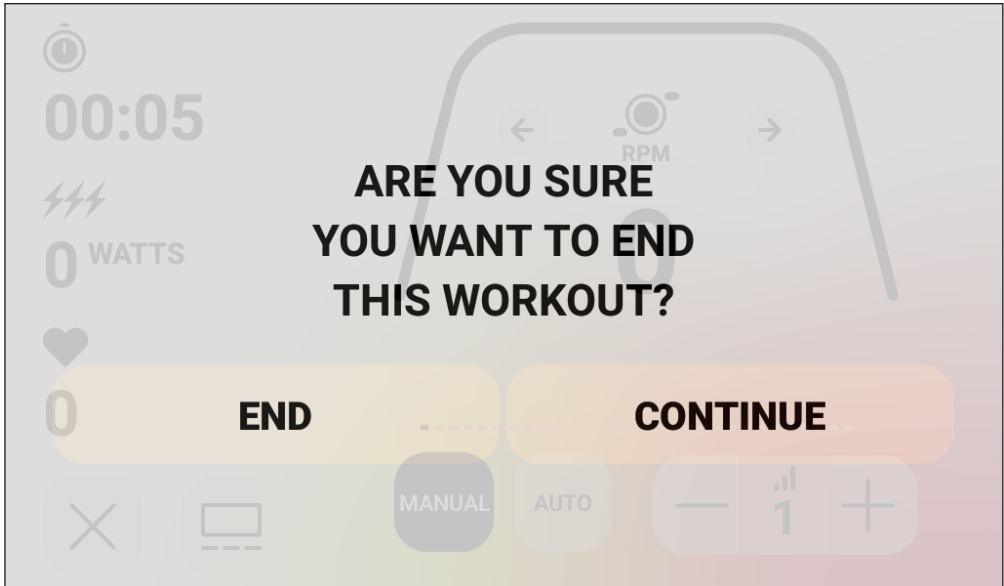 00:05
RPM
ARE YOU SURE
YOU WANT TO END
THIS WORKOUT?
0 WATTS
0
0
END
CONTINUE
MANUAL
AUTO
1